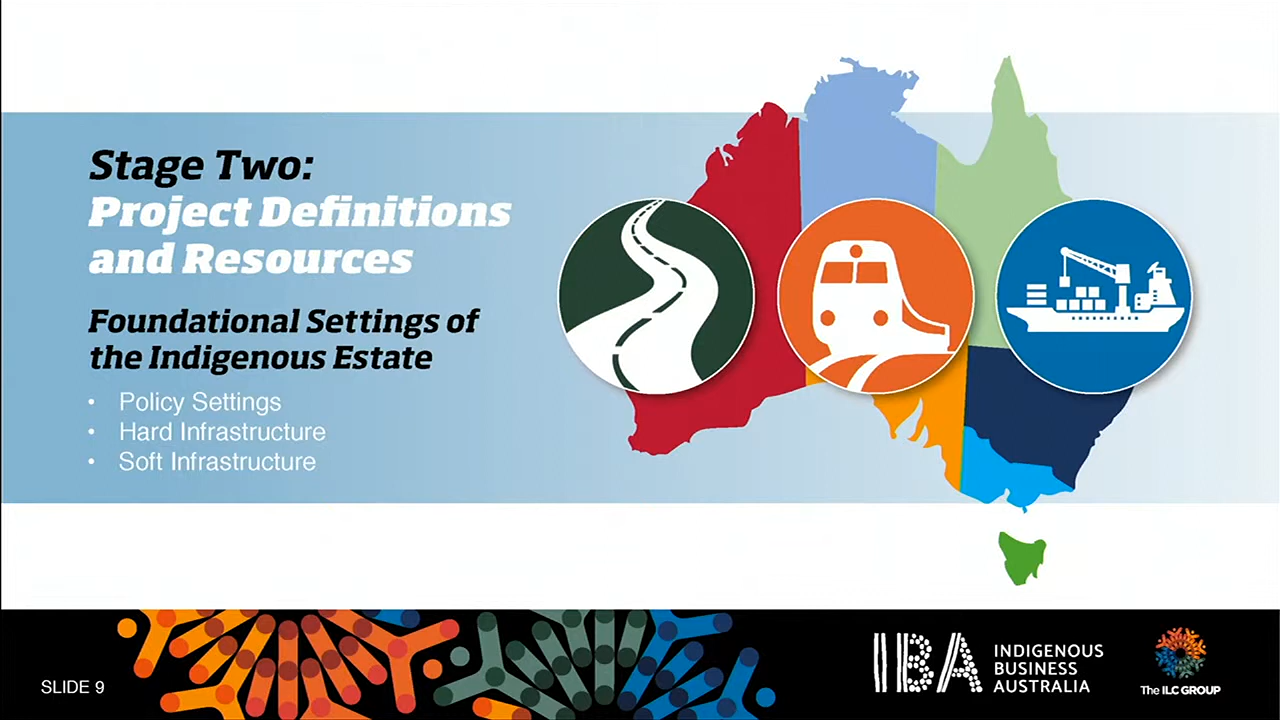 Stage Two:
Project Definitions
and Resources
Foundational Settings of
the Indigenous Estate
• Policy Settings
• Hard Infrastructure
• Soft Infrastructure
SLIDE 9
IBA
INDIGENOUS
BUSINESS
AUSTRALIA
The ILC GROUP